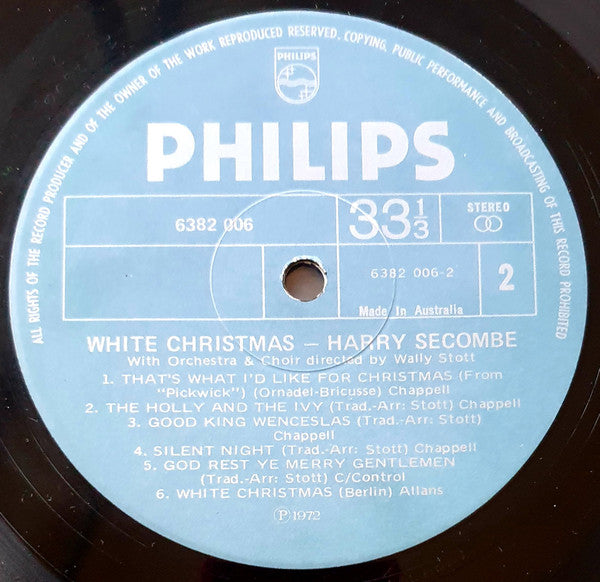 ALL RIGHTS OF THE RECORD PRODUCER AND OF THE OWNER OF THE WORK REPRODUCED RESERVED. COPYING, PUBLIC PERFORMANCE AND BROADCASTING OF THIS RECORD PROHIBITED
PHILIPS
PHILIPS
6382 006
33⅓
STEREO
6382 006-2
2
Made In Australia
WHITE CHRISTMAS – HARRY SECOMBE
With Orchestra & Choir directed by Wally Stott
1. THAT'S WHAT I'D LIKE FOR CHRISTMAS (From
"Pickwick") (Ornadel-Bricusse) Chappell
2. THE HOLLY AND THE IVY (Trad.-Arr: Stott) Chappell
3. GOOD KING WENCESLAS (Trad.-Arr: Stott)
Chappell
4. SILENT NIGHT (Trad.-Arr: Stott) Chappell
5. GOD REST YE MERRY GENTLEMEN
(Trad.-Arr: Stott) C/Control
6. WHITE CHRISTMAS (Berlin) Allans
Ⓟ1972